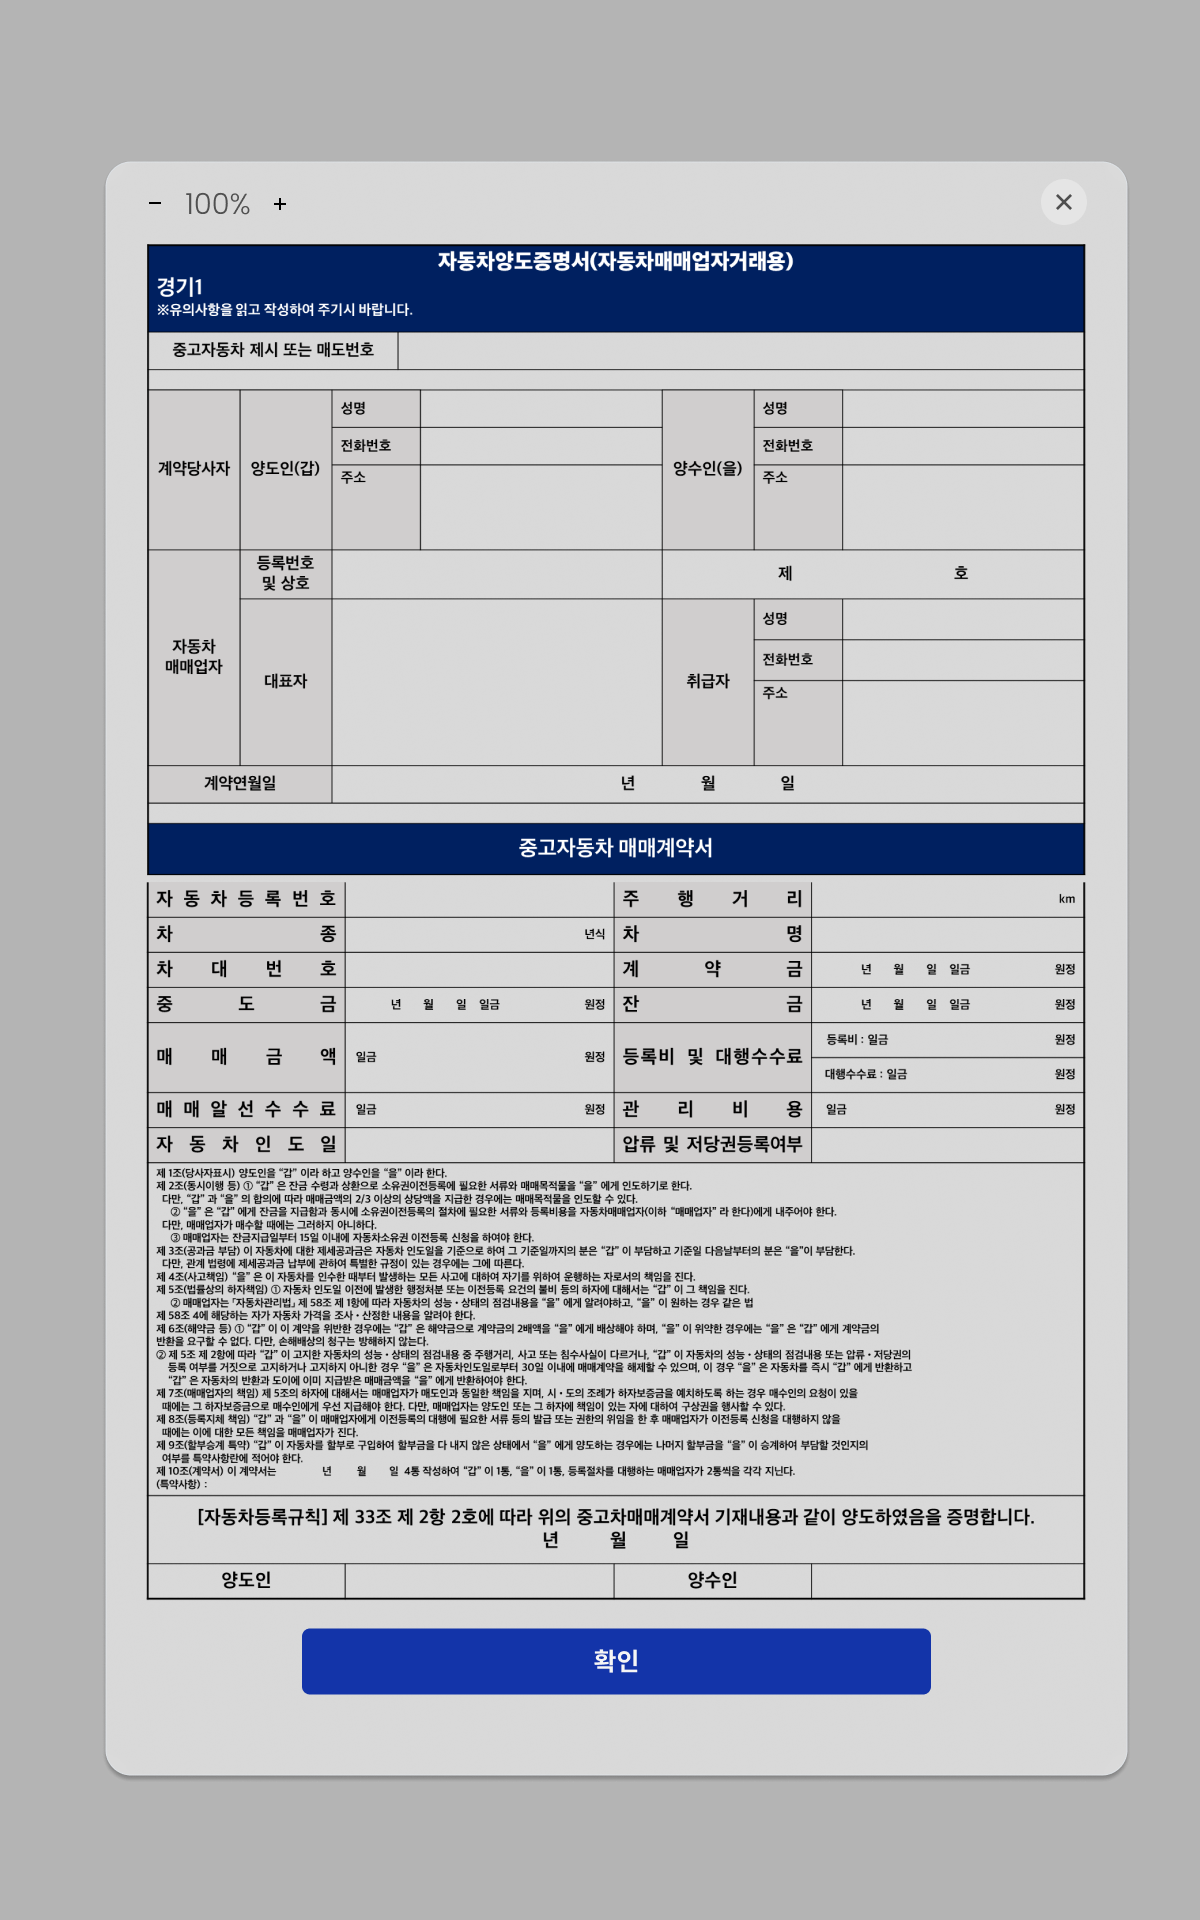 - 100% +
자동차양도증명서(자동차매매업자거래용)
경기1
※유의사항을 읽고 작성하여 주기시 바랍니다.
중고자동차 제시 또는 매도번호
계약당사자 양도인(갑) 성명 양수인(을) 성명
전화번호 전화번호
주소 주소
자동차 매매업자 등록번호 및 상호 제 호
대표자 취급자 성명
전화번호
주소
계약연월일 년 월 일
중고자동차 매매계약서
자동차등록번호 주행거리 km
차종 년식 차명
차대번호 계약금 년 월 일 일금 원정
중도금 년 월 일 일금 원정 잔금 년 월 일 일금 원정
매매금액 일금 원정 등록비 및 대행수수료 등록비 : 일금 원정
대행수수료 : 일금 원정
매매알선수수료 일금 원정 관리비용 일금 원정
자동차인도일 압류 및 저당권등록여부
제 1조(당사자표시) 양도인을 “갑” 이라 하고 양수인을 “을” 이라 한다.
제 2조(동시이행 등) ① “갑” 은 잔금 수령과 상환으로 소유권이전등록에 필요한 서류와 매매목적물을 “을” 에게 인도하기로 한다.
다만, “갑” 과 “을” 의 합의에 따라 매매금액의 2/3 이상의 상당액을 지급한 경우에는 매매목적물을 인도할 수 있다.
② “을” 은 “갑” 에게 잔금을 지급함과 동시에 소유권이전등록의 절차에 필요한 서류와 등록비용을 자동차매매업자(이하 “매매업자” 라 한다)에게 내주어야 한다.
다만, 매매업자가 매수할 때에는 그러하지 아니하다.
③ 매매업자는 잔금지급일부터 15일 이내에 자동차소유권 이전등록 신청을 하여야 한다.
제 3조(공과금 부담) 이 자동차에 대한 제세공과금은 자동차 인도일을 기준으로 하여 그 기준일까지의 분은 “갑” 이 부담하고 기준일 다음날부터의 분은 “을”이 부담한다.
다만, 관계 법령에 제세공과금 납부에 관하여 특별한 규정이 있는 경우에는 그에 따른다.
제 4조(사고책임) “을” 은 이 자동차를 인수한 때부터 발생하는 모든 사고에 대하여 자기를 위하여 운행하는 자로서의 책임을 진다.
제 5조(법률상의 하자책임) ① 자동차 인도일 이전에 발생한 행정처분 또는 이전등록 요건의 불비 등의 하자에 대해서는 “갑” 이 그 책임을 진다.
② 매매업자는 「자동차관리법」 제 58조 제 1항에 따라 자동차의 성능・상태의 점검내용을 “을” 에게 알려야하고, “을” 이 원하는 경우 같은 법
제 58조 4에 해당하는 자가 자동차 가격을 조사・산정한 내용을 알려야 한다.
제 6조(해약금 등) ① “갑” 이 이 계약을 위반한 경우에는 “갑” 은 해약금으로 계약금의 2배액을 “을” 에게 배상해야 하며, “을” 이 위약한 경우에는 “을” 은 “갑” 에게 계약금의
반환을 요구할 수 없다. 다만, 손해배상의 청구는 방해하지 않는다.
② 제 5조 제 2항에 따라 “갑” 이 고지한 자동차의 성능・상태의 점검내용 중 주행거리, 사고 또는 침수사실이 다르거나, “갑” 이 자동차의 성능・상태의 점검내용 또는 압류・저당권의
등록 여부를 거짓으로 고지하거나 고지하지 아니한 경우 “을” 은 자동차인도일로부터 30일 이내에 매매계약을 해제할 수 있으며, 이 경우 “을” 은 자동차를 즉시 “갑” 에게 반환하고
“갑” 은 자동차의 반환과 도이에 이미 지급받은 매매금액을 “을” 에게 반환하여야 한다.
제 7조(매매업자의 책임) 제 5조의 하자에 대해서는 매매업자가 매도인과 동일한 책임을 지며, 시・도의 조례가 하자보증금을 예치하도록 하는 경우 매수인의 요청이 있을
때에는 그 하자보증금으로 매수인에게 우선 지급해야 한다. 다만, 매매업자는 양도인 또는 그 하자에 책임이 있는 자에 대하여 구상권을 행사할 수 있다.
제 8조(등록지체 책임) “갑” 과 “을” 이 매매업자에게 이전등록의 대행에 필요한 서류 등의 발급 또는 권한의 위임을 한 후 매매업자가 이전등록 신청을 대행하지 않을
때에는 이에 대한 모든 책임을 매매업자가 진다.
제 9조(할부승계 특약) “갑” 이 자동차를 할부로 구입하여 할부금을 다 내지 않은 상태에서 “을” 에게 양도하는 경우에는 나머지 할부금을 “을” 이 승계하여 부담할 것인지의
여부를 특약사항란에 적어야 한다.
제 10조(계약서) 이 계약서는 년 월 일 4통 작성하여 “갑” 이 1통, “을” 이 1통, 등록절차를 대행하는 매매업자가 2통씩을 각각 지닌다.
(특약사항) :
[자동차등록규칙] 제 33조 제 2항 2호에 따라 위의 중고차매매계약서 기재내용과 같이 양도하였음을 증명합니다.
년 월 일
양도인 양수인
확인